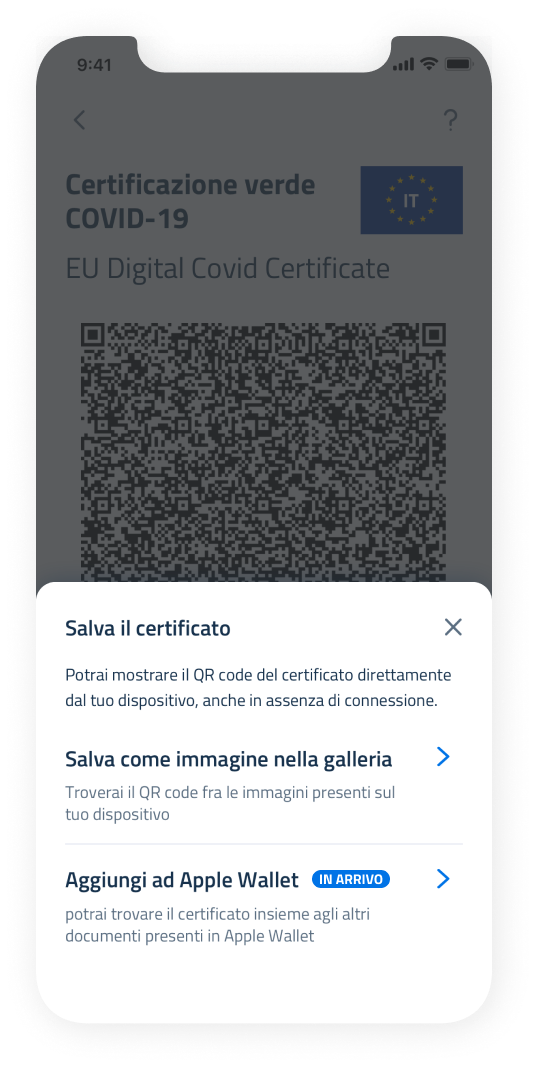 9:41
?
Certificazione verde
COVID-19
IT
EU Digital Covid Certificate
Salva il certificato
Potrai mostrare il QR code del certificato direttamente
dal tuo dispositivo, anche in assenza di connessione.
Salva come immagine nella galleria
Troverai il QR code fra le immagini presenti sul
tuo dispositivo
Aggiungi ad Apple Wallet IN ARRIVO
potrai trovare il certificato insieme agli altri
documenti presenti in Apple Wallet